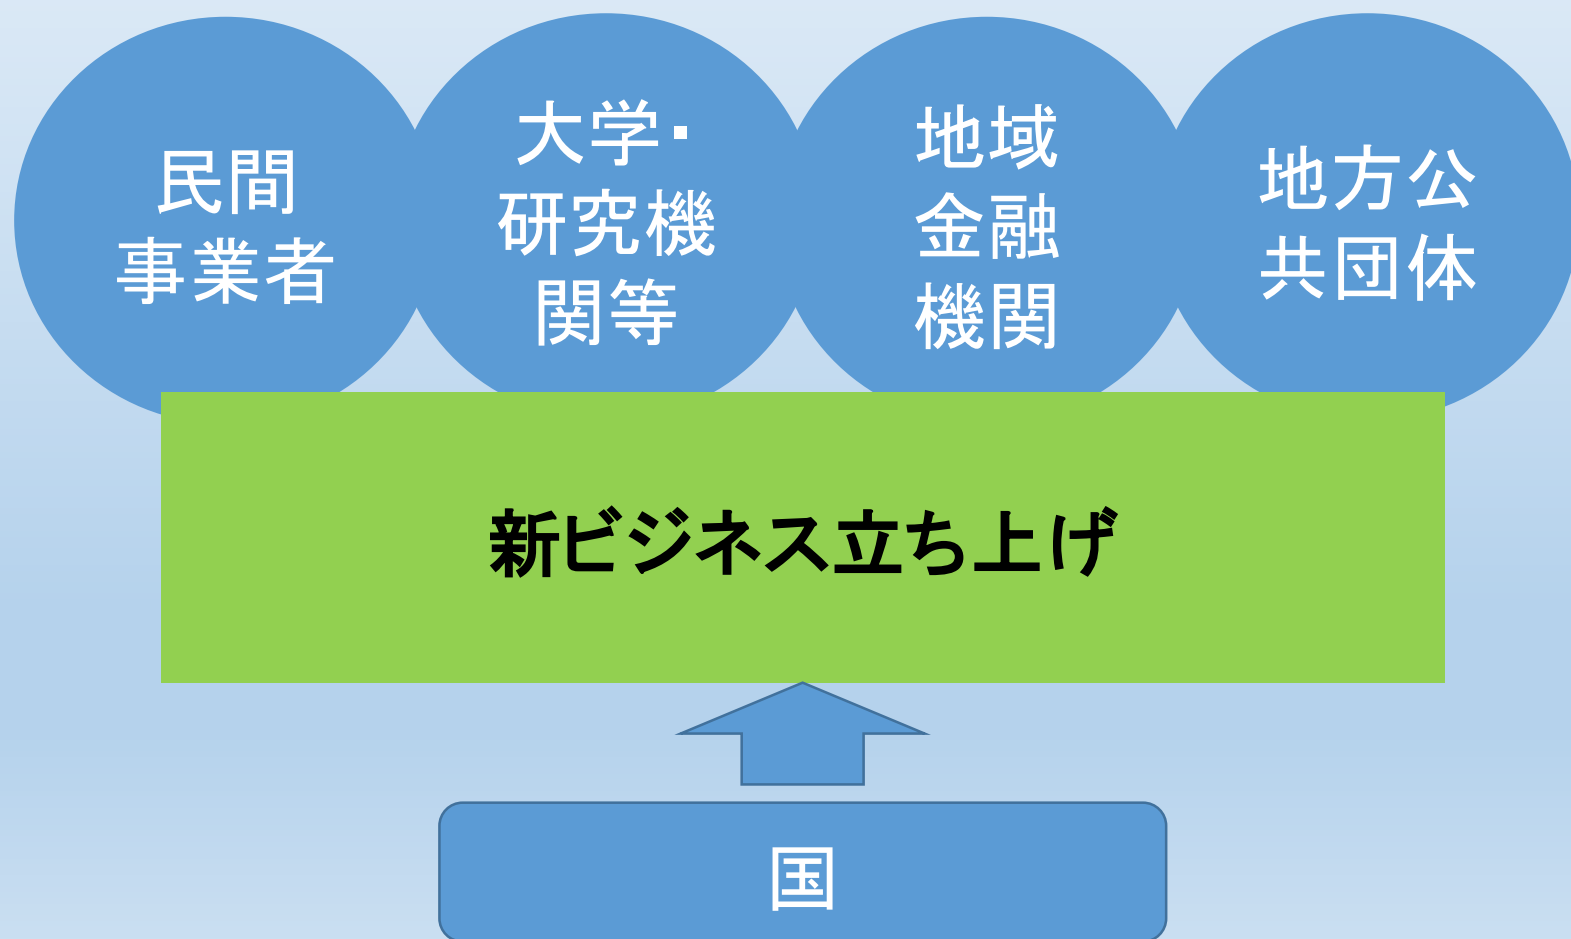 民間
事業者
大学・
研究機
関等
地域
金融
機関
地方公
共団体
新ビジネス立ち上げ
国